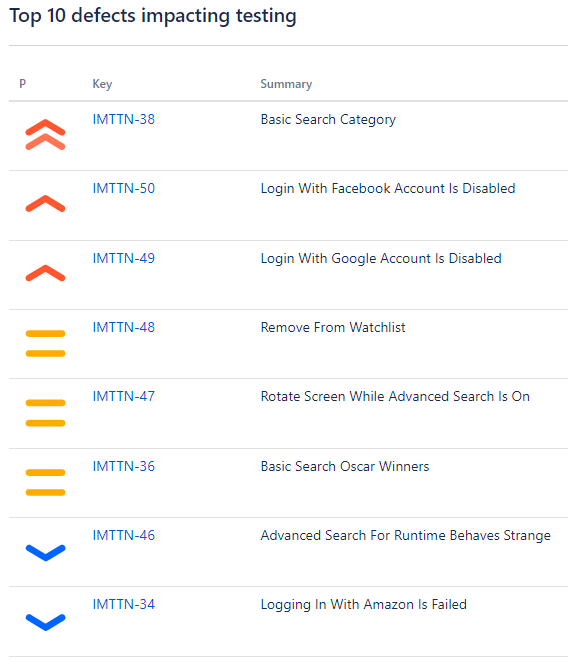 Top 10 defects impacting testing
P Key Summary
IMTTN-38 Basic Search Category
IMTTN-50 Login With Facebook Account Is Disabled
IMTTN-49 Login With Google Account Is Disabled
IMTTN-48 Remove From Watchlist
IMTTN-47 Rotate Screen While Advanced Search Is On
IMTTN-36 Basic Search Oscar Winners
IMTTN-46 Advanced Search For Runtime Behaves Strange
IMTTN-34 Logging In With Amazon Is Failed